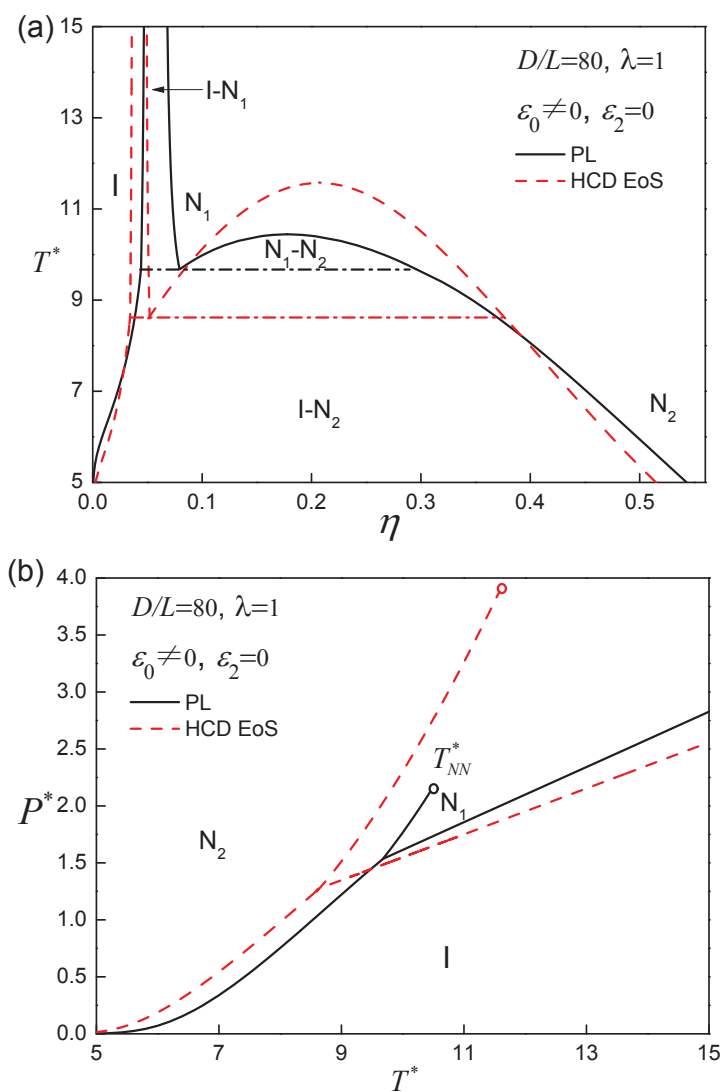 (a)
15
13
11
9
7
5
T*
I
I-N₁
N₁
N₁-N₂
I-N₂
N₂
D/L=80, λ=1
ε₀≠0, ε₂=0
PL
HCD EoS
0.0 0.1 0.2 0.3 0.4 0.5
η
(b)
4.0
3.5
3.0
2.5
2.0
1.5
1.0
0.5
0.0
P*
D/L=80, λ=1
ε₀≠0, ε₂=0
PL
HCD EoS
T*NN
N₁
N₂
I
5 7 9 11 13 15
T*